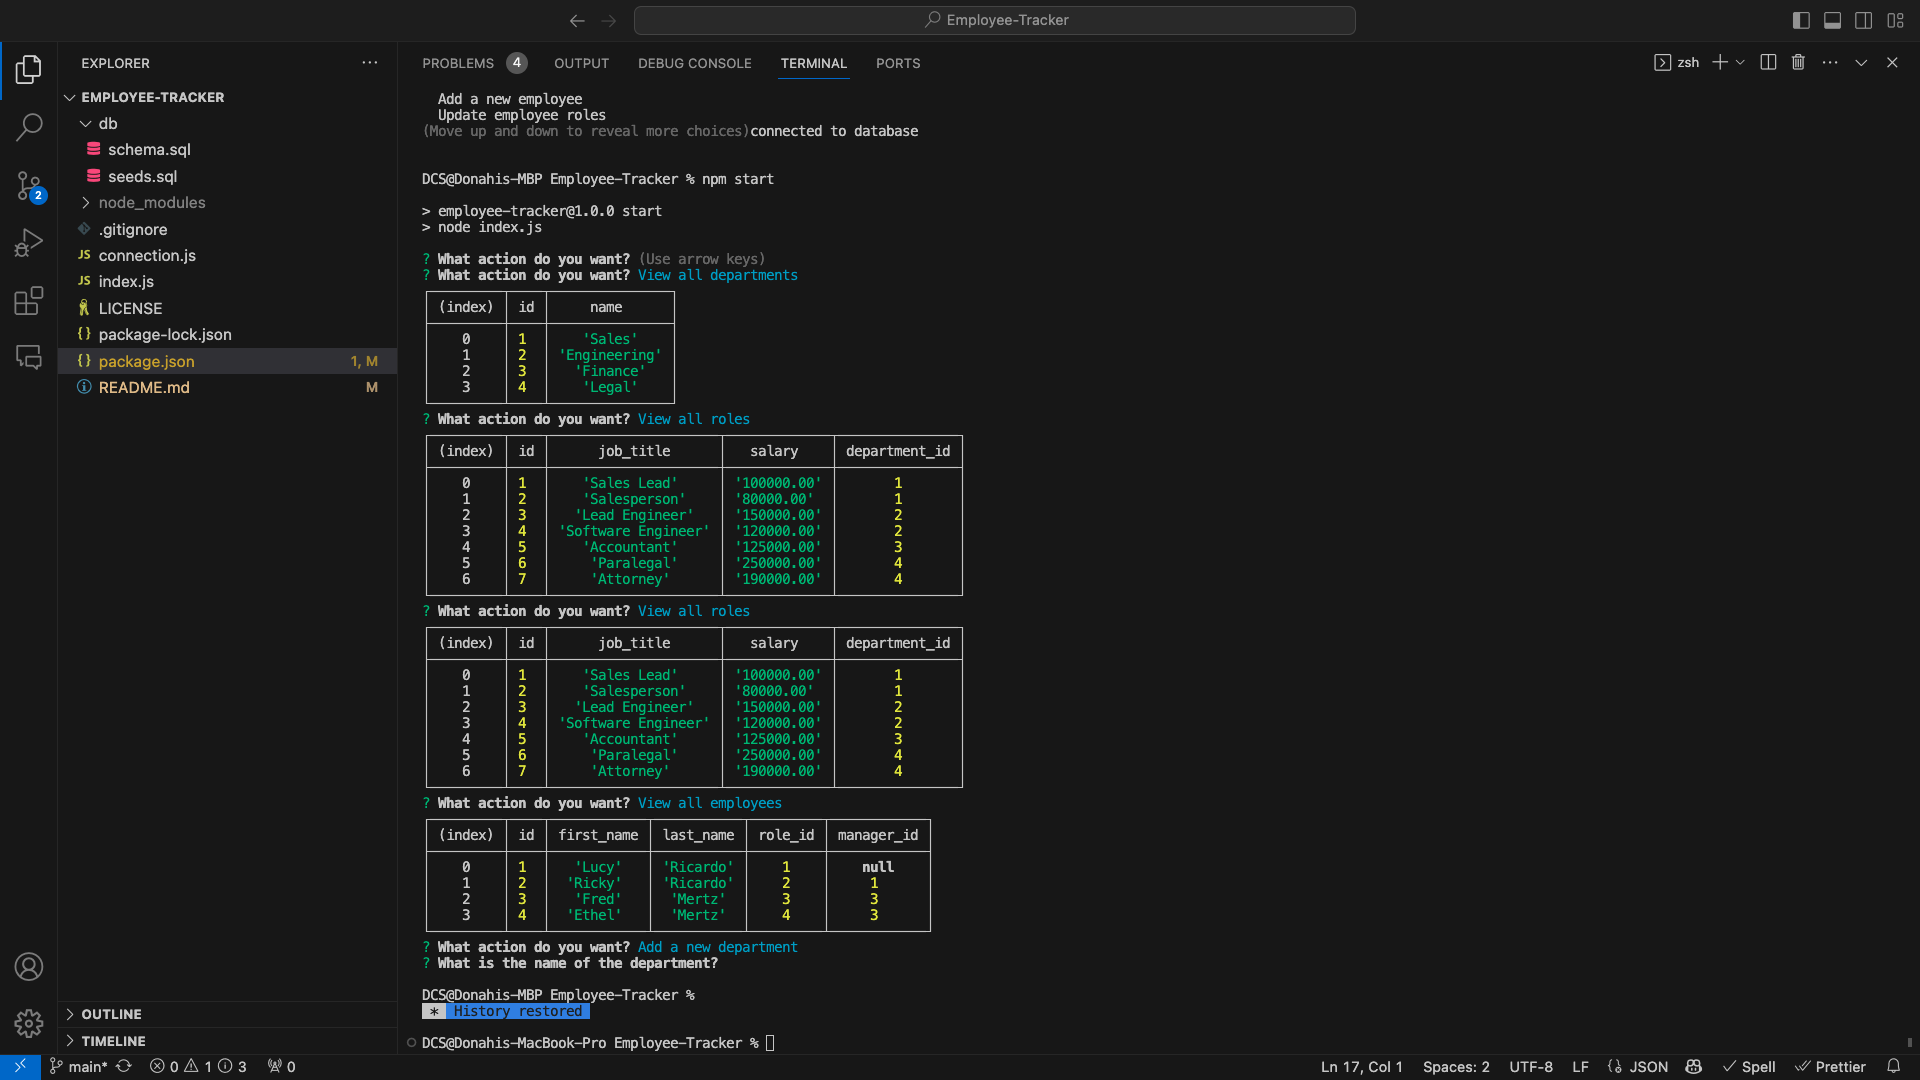 Employee-Tracker
EXPLORER
EMPLOYEE-TRACKER
db
schema.sql
seeds.sql
node_modules
.gitignore
JS connection.js
JS index.js
LICENSE
{} package-lock.json
{} package.json 1, M
README.md M
OUTLINE
TIMELINE
2
PROBLEMS 4 OUTPUT DEBUG CONSOLE TERMINAL PORTS
zsh
Add a new employee
Update employee roles
(Move up and down to reveal more choices)connected to database
DCS@Donahis-MBP Employee-Tracker % npm start
> employee-tracker@1.0.0 start
> node index.js
? What action do you want? (Use arrow keys)
? What action do you want? View all departments
(index) id name
0 1 'Sales'
1 2 'Engineering'
2 3 'Finance'
3 4 'Legal'
? What action do you want? View all roles
(index) id job_title salary department_id
0 1 'Sales Lead' '100000.00' 1
1 2 'Salesperson' '80000.00' 1
2 3 'Lead Engineer' '150000.00' 2
3 4 'Software Engineer' '120000.00' 2
4 5 'Accountant' '125000.00' 3
5 6 'Paralegal' '250000.00' 4
6 7 'Attorney' '190000.00' 4
? What action do you want? View all roles
(index) id job_title salary department_id
0 1 'Sales Lead' '100000.00' 1
1 2 'Salesperson' '80000.00' 1
2 3 'Lead Engineer' '150000.00' 2
3 4 'Software Engineer' '120000.00' 2
4 5 'Accountant' '125000.00' 3
5 6 'Paralegal' '250000.00' 4
6 7 'Attorney' '190000.00' 4
? What action do you want? View all employees
(index) id first_name last_name role_id manager_id
0 1 'Lucy' 'Ricardo' 1 null
1 2 'Ricky' 'Ricardo' 2 1
2 3 'Fred' 'Mertz' 3 3
3 4 'Ethel' 'Mertz' 4 3
? What action do you want? Add a new department
? What is the name of the department?
DCS@Donahis-MBP Employee-Tracker %
* History restored
DCS@Donahis-MacBook-Pro Employee-Tracker %
main* 0 1 3 0 Ln 17, Col 1 Spaces: 2 UTF-8 LF {} JSON Spell Prettier